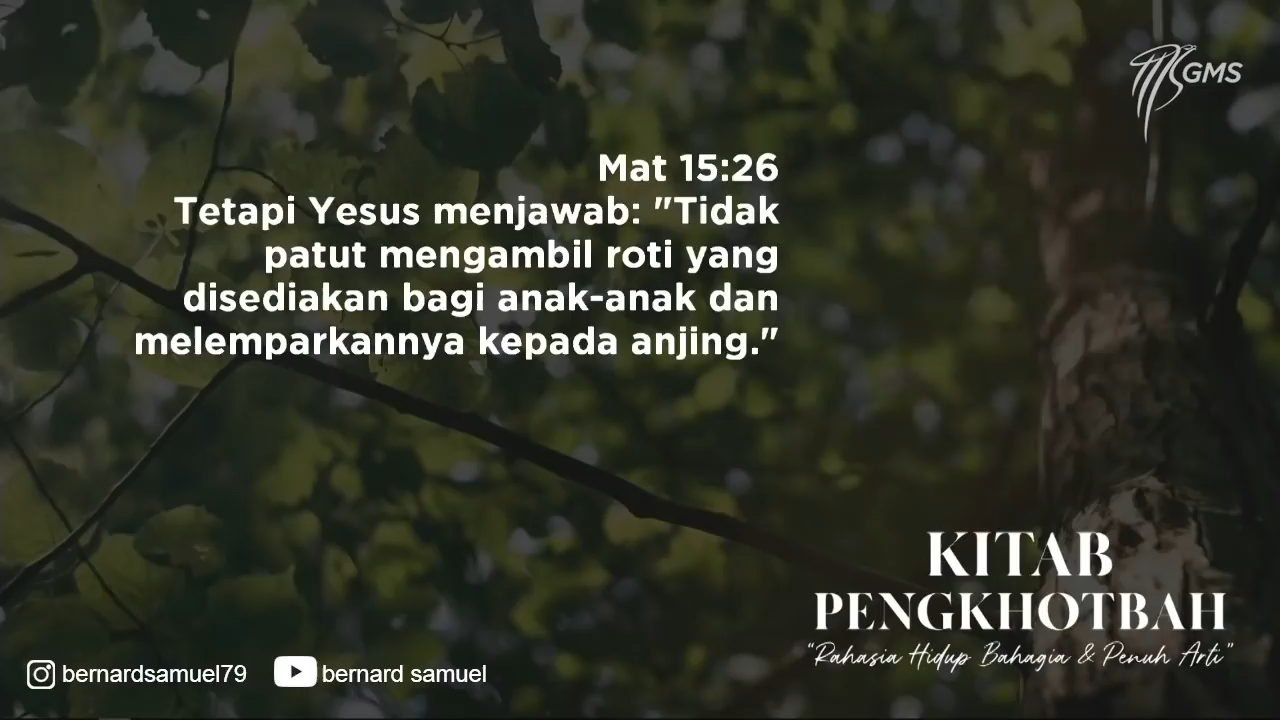 GMS
Mat 15:26
Tetapi Yesus menjawab: "Tidak
patut mengambil roti yang
disediakan bagi anak-anak dan
melemparkannya kepada anjing."
KITAB
PENGKHOTBAH
"Rahasia Hidup Bahagia & Penuh Arti"
bernardsamuel79
bernard samuel